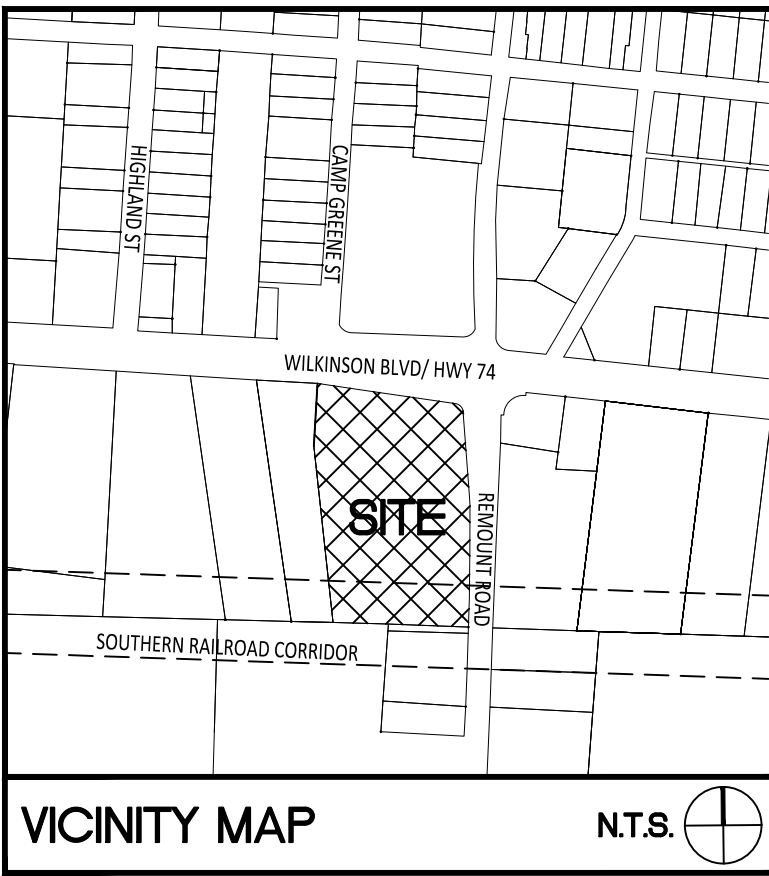 HIGHLAND ST
CAMP GREENE ST
WILKINSON BLVD/ HWY 74
SITE
REMOUNT ROAD
SOUTHERN RAILROAD CORRIDOR
VICINITY MAP
N.T.S.